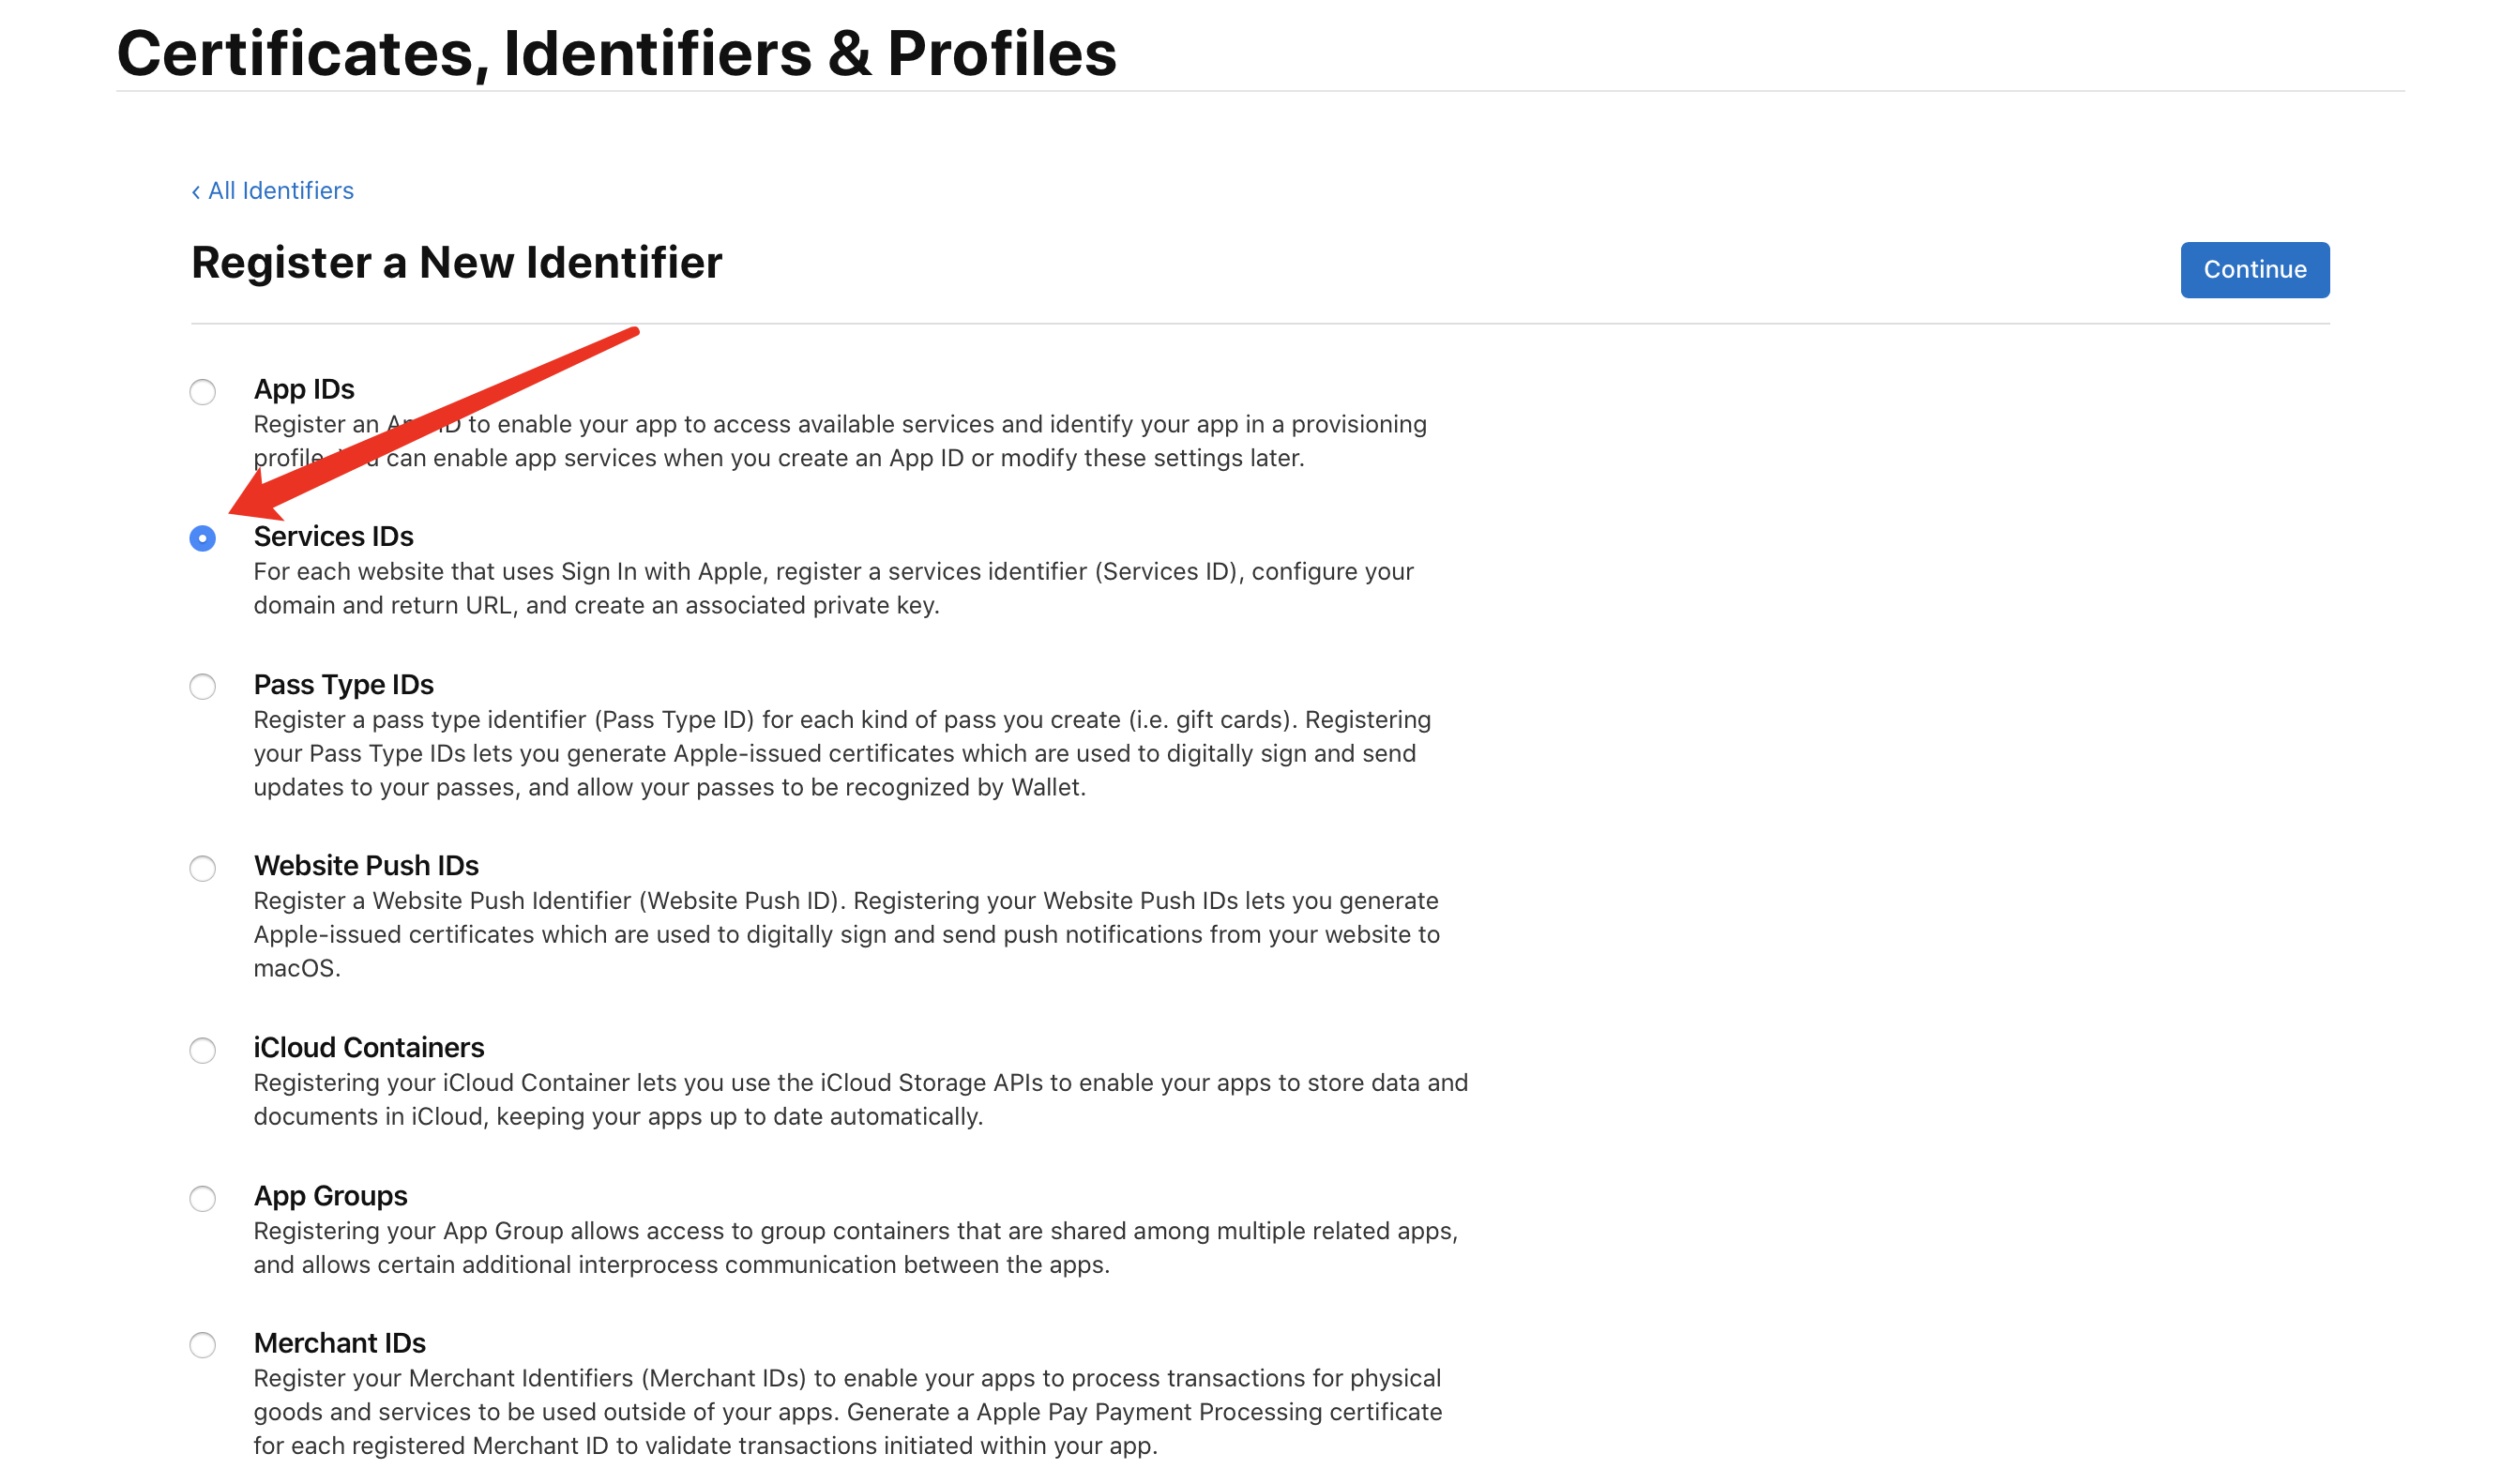 Certificates, Identifiers & Profiles
‹ All Identifiers
Register a New Identifier
Continue
App IDs
Register an App ID to enable your app to access available services and identify your app in a provisioning
profile. You can enable app services when you create an App ID or modify these settings later.
Services IDs
For each website that uses Sign In with Apple, register a services identifier (Services ID), configure your
domain and return URL, and create an associated private key.
Pass Type IDs
Register a pass type identifier (Pass Type ID) for each kind of pass you create (i.e. gift cards). Registering
your Pass Type IDs lets you generate Apple-issued certificates which are used to digitally sign and send
updates to your passes, and allow your passes to be recognized by Wallet.
Website Push IDs
Register a Website Push Identifier (Website Push ID). Registering your Website Push IDs lets you generate
Apple-issued certificates which are used to digitally sign and send push notifications from your website to
macOS.
iCloud Containers
Registering your iCloud Container lets you use the iCloud Storage APIs to enable your apps to store data and
documents in iCloud, keeping your apps up to date automatically.
App Groups
Registering your App Group allows access to group containers that are shared among multiple related apps,
and allows certain additional interprocess communication between the apps.
Merchant IDs
Register your Merchant Identifiers (Merchant IDs) to enable your apps to process transactions for physical
goods and services to be used outside of your apps. Generate a Apple Pay Payment Processing certificate
for each registered Merchant ID to validate transactions initiated within your app.